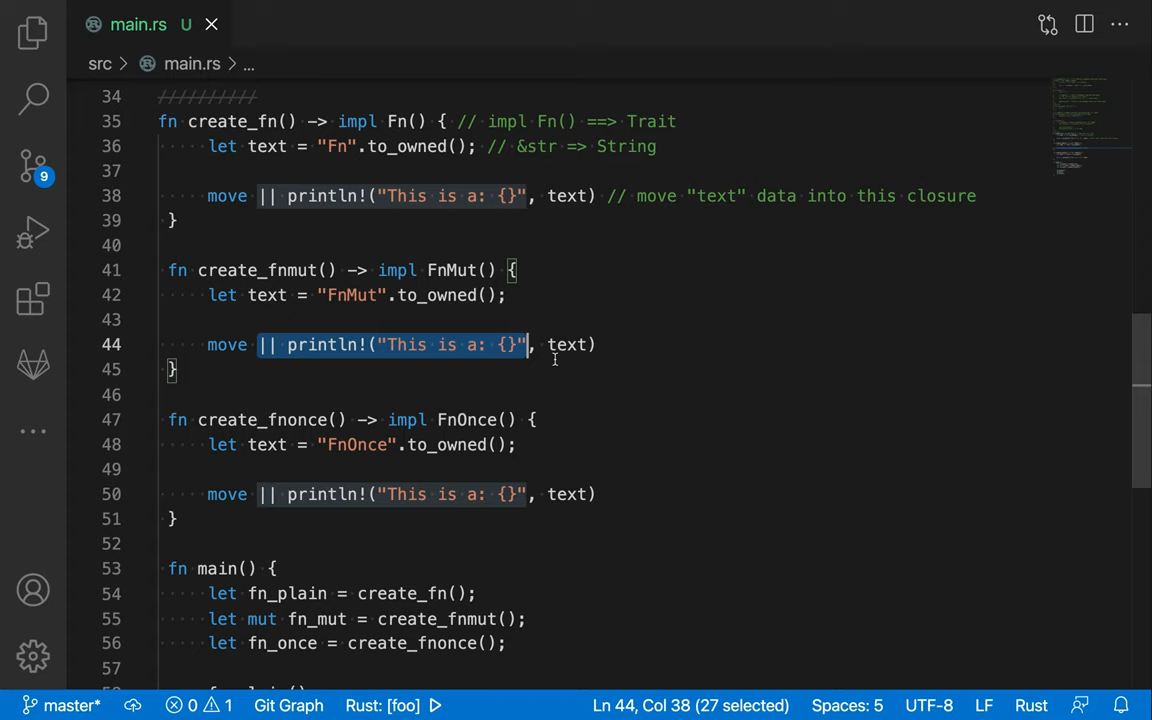 main.rs U
src > main.rs > ...
34 //////////
35 fn create_fn() -> impl Fn() { // impl Fn() ==> Trait
36 let text = "Fn".to_owned(); // &str => String
37
38 move || println!("This is a: {}", text) // move "text" data into this closure
39 }
40
41 fn create_fnmut() -> impl FnMut() {
42 let text = "FnMut".to_owned();
43
44 move || println!("This is a: {}", text)
45 }
46
47 fn create_fnonce() -> impl FnOnce() {
48 let text = "FnOnce".to_owned();
49
50 move || println!("This is a: {}", text)
51 }
52
53 fn main() {
54 let fn_plain = create_fn();
55 let mut fn_mut = create_fnmut();
56 let fn_once = create_fnonce();
57
9
master* 0 1 Git Graph Rust: [foo] Ln 44, Col 38 (27 selected) Spaces: 5 UTF-8 LF Rust